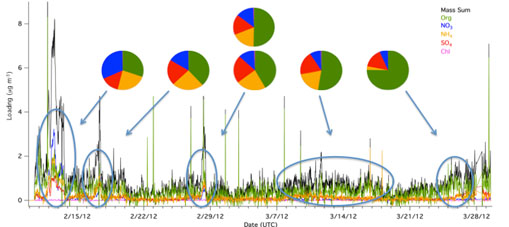 Mass Sum
Org
NO3
NH4
SO4
Chl
Loading (μg m⁻³)
8
6
4
2
0
2/15/12
2/22/12
2/29/12
3/7/12
3/14/12
3/21/12
3/28/12
Date (UTC)